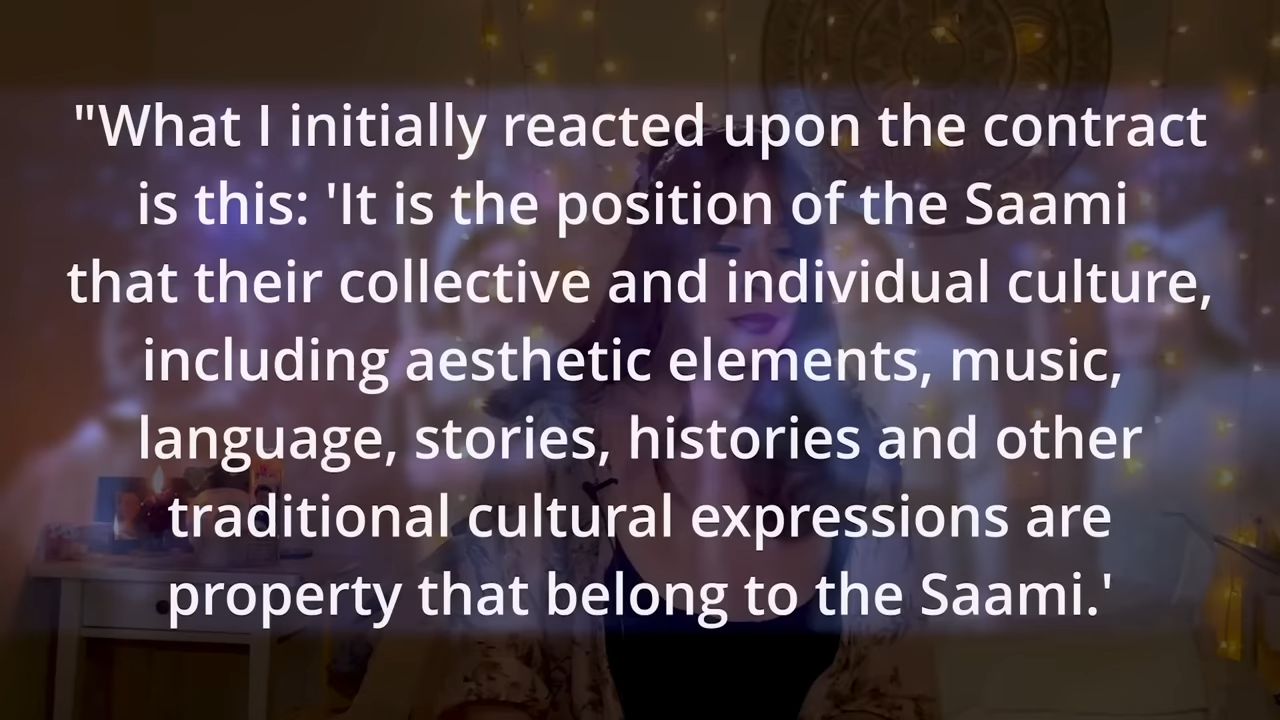 "What I initially reacted upon the contract
is this: 'It is the position of the Saami
that their collective and individual culture,
including aesthetic elements, music,
language, stories, histories and other
traditional cultural expressions are
property that belong to the Saami.'